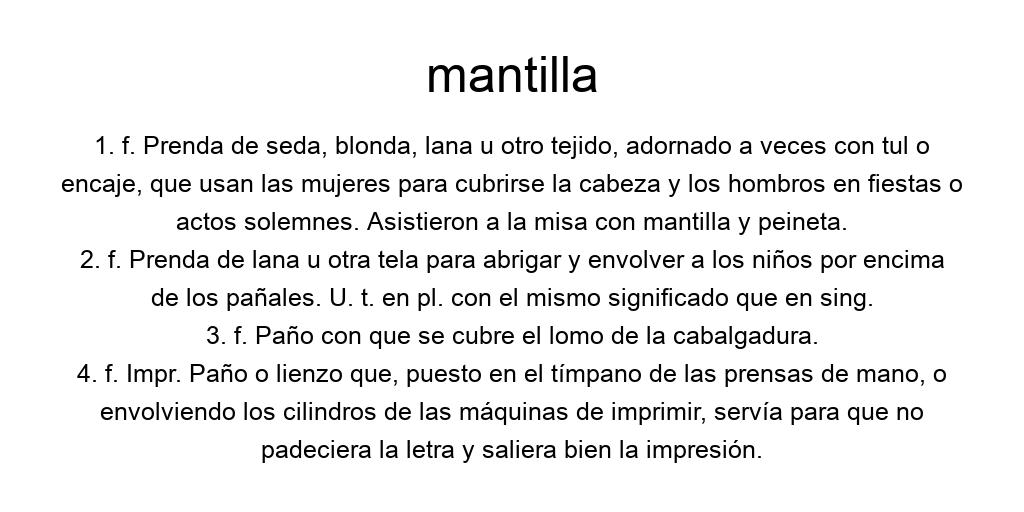 mantilla
1. f. Prenda de seda, blonda, lana u otro tejido, adornado a veces con tul o
encaje, que usan las mujeres para cubrirse la cabeza y los hombros en fiestas o
actos solemnes. Asistieron a la misa con mantilla y peineta.
2. f. Prenda de lana u otra tela para abrigar y envolver a los niños por encima
de los pañales. U. t. en pl. con el mismo significado que en sing.
3. f. Paño con que se cubre el lomo de la cabalgadura.
4. f. Impr. Paño o lienzo que, puesto en el tímpano de las prensas de mano, o
envolviendo los cilindros de las máquinas de imprimir, servía para que no
padeciera la letra y saliera bien la impresión.